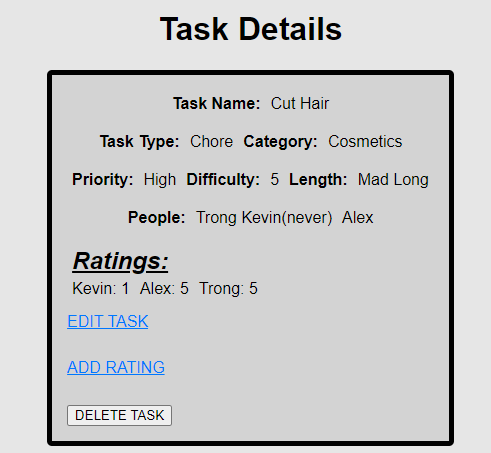 Task Details
Task Name: Cut Hair
Task Type: Chore Category: Cosmetics
Priority: High Difficulty: 5 Length: Mad Long
People: Trong Kevin(never) Alex
Ratings:
Kevin: 1 Alex: 5 Trong: 5
EDIT TASK
ADD RATING
DELETE TASK